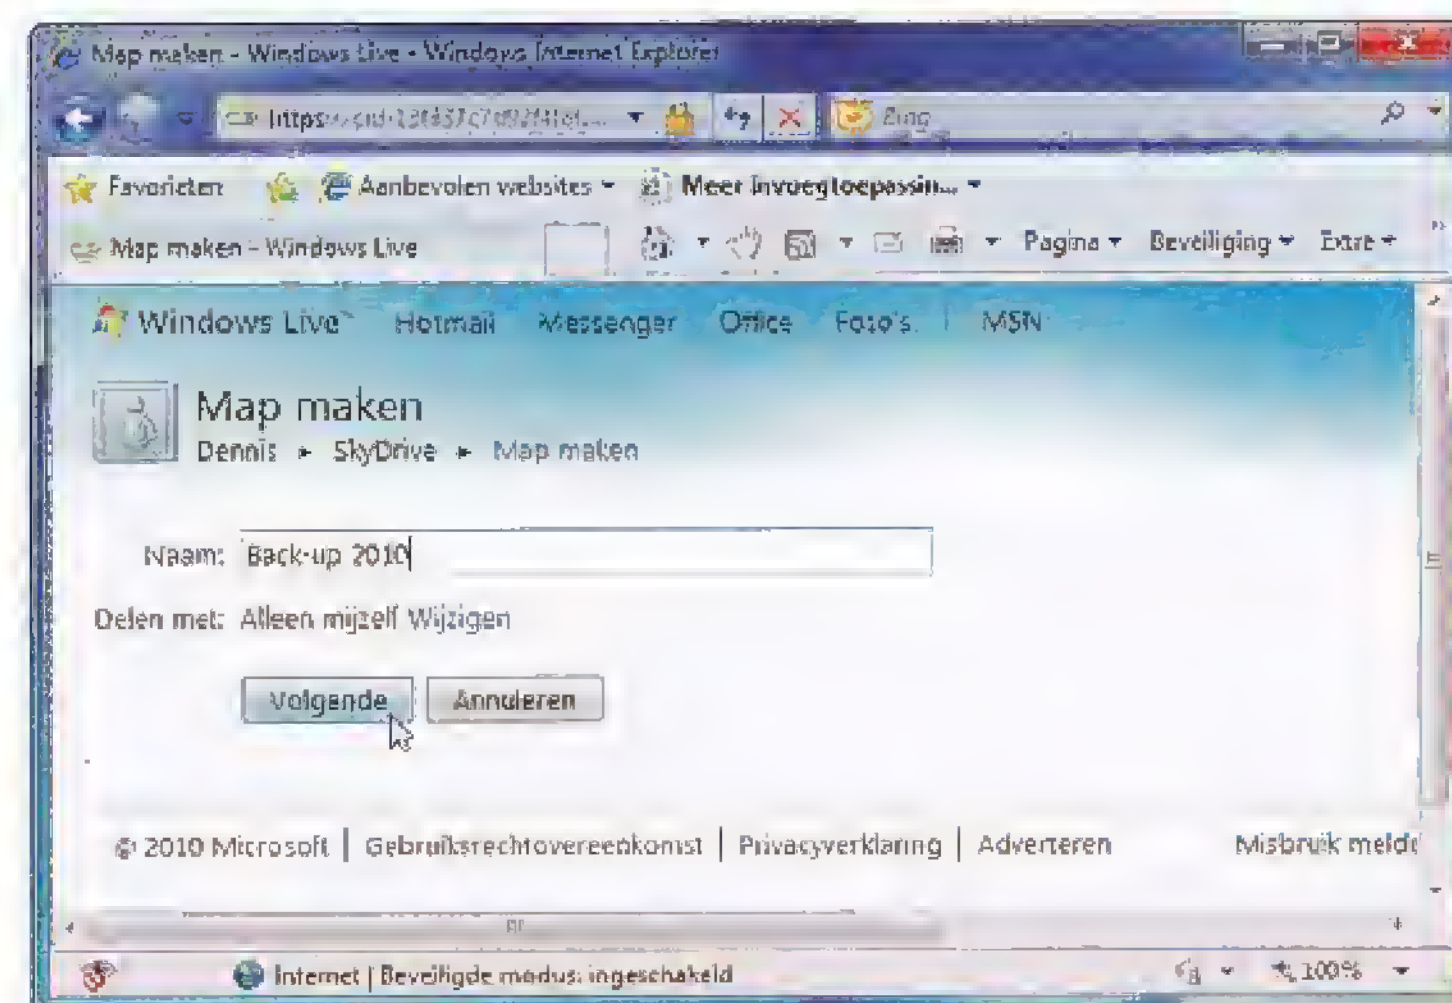 Map maken - Windows Live - Windows Internet Explorer
Bing
Favorieten Aanbevolen websites Meer Invoegtoepassin...
Map maken - Windows Live Pagina Beveiliging Extra
Windows Live Hotmail Messenger Office Foto's | MSN
Map maken
Dennis ► SkyDrive ► Map maken
Naam: Back-up 2010
Delen met: Alleen mijzelf Wijzigen
Volgende Annuleren
© 2010 Microsoft | Gebruiksrechtovereenkomst | Privacyverklaring | Adverteren Misbruik melde
Internet | Beveiligde modus: ingeschakeld 100%